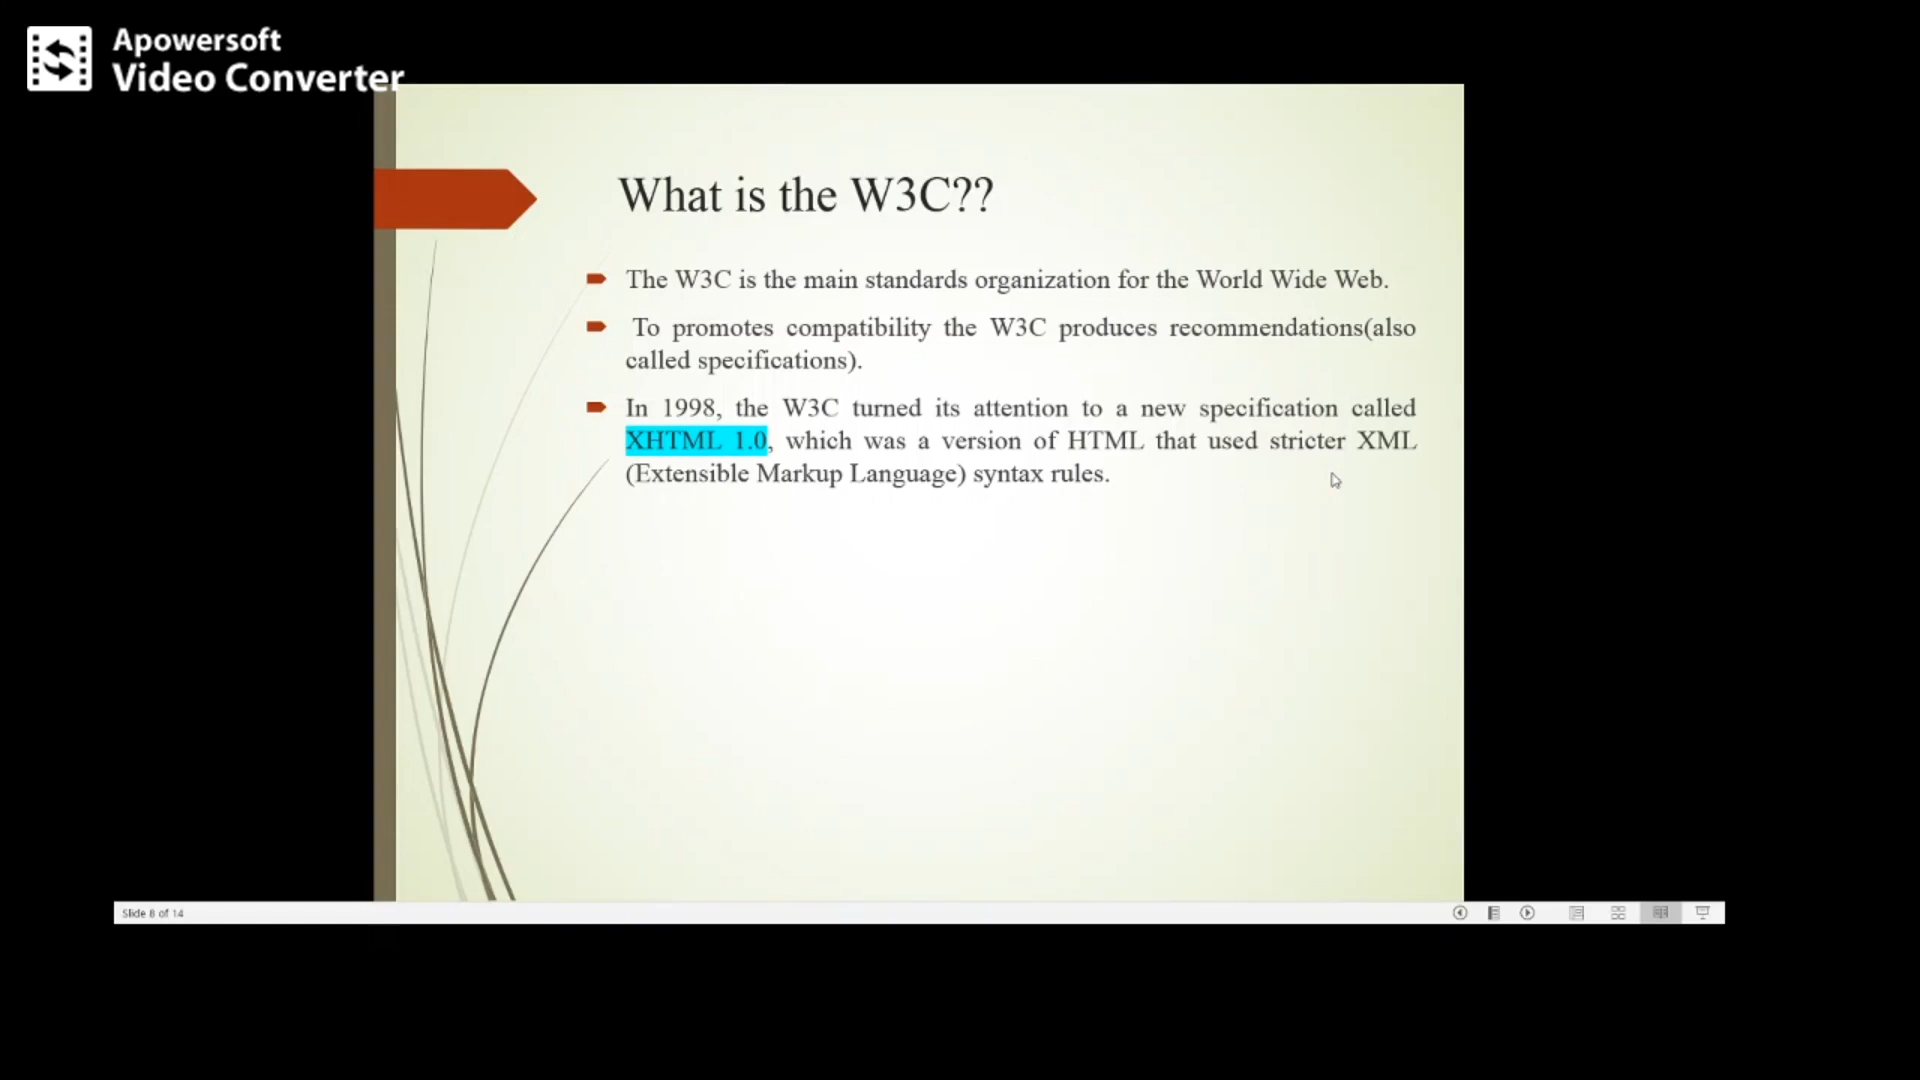 Apowersoft
Video Converter
What is the W3C??
The W3C is the main standards organization for the World Wide Web.
To promotes compatibility the W3C produces recommendations(also
called specifications).
In 1998, the W3C turned its attention to a new specification called
XHTML 1.0, which was a version of HTML that used stricter XML
(Extensible Markup Language) syntax rules.
Slide 8 of 14